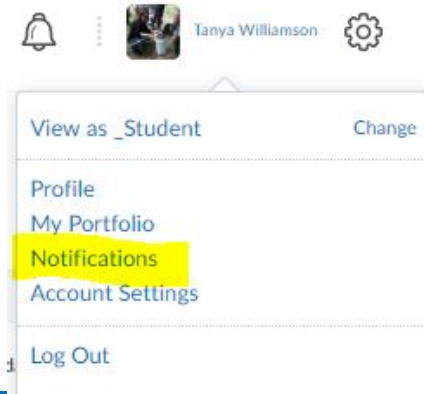 Tanya Williamson
View as _Student Change
Profile
My Portfolio
Notifications
Account Settings
Log Out